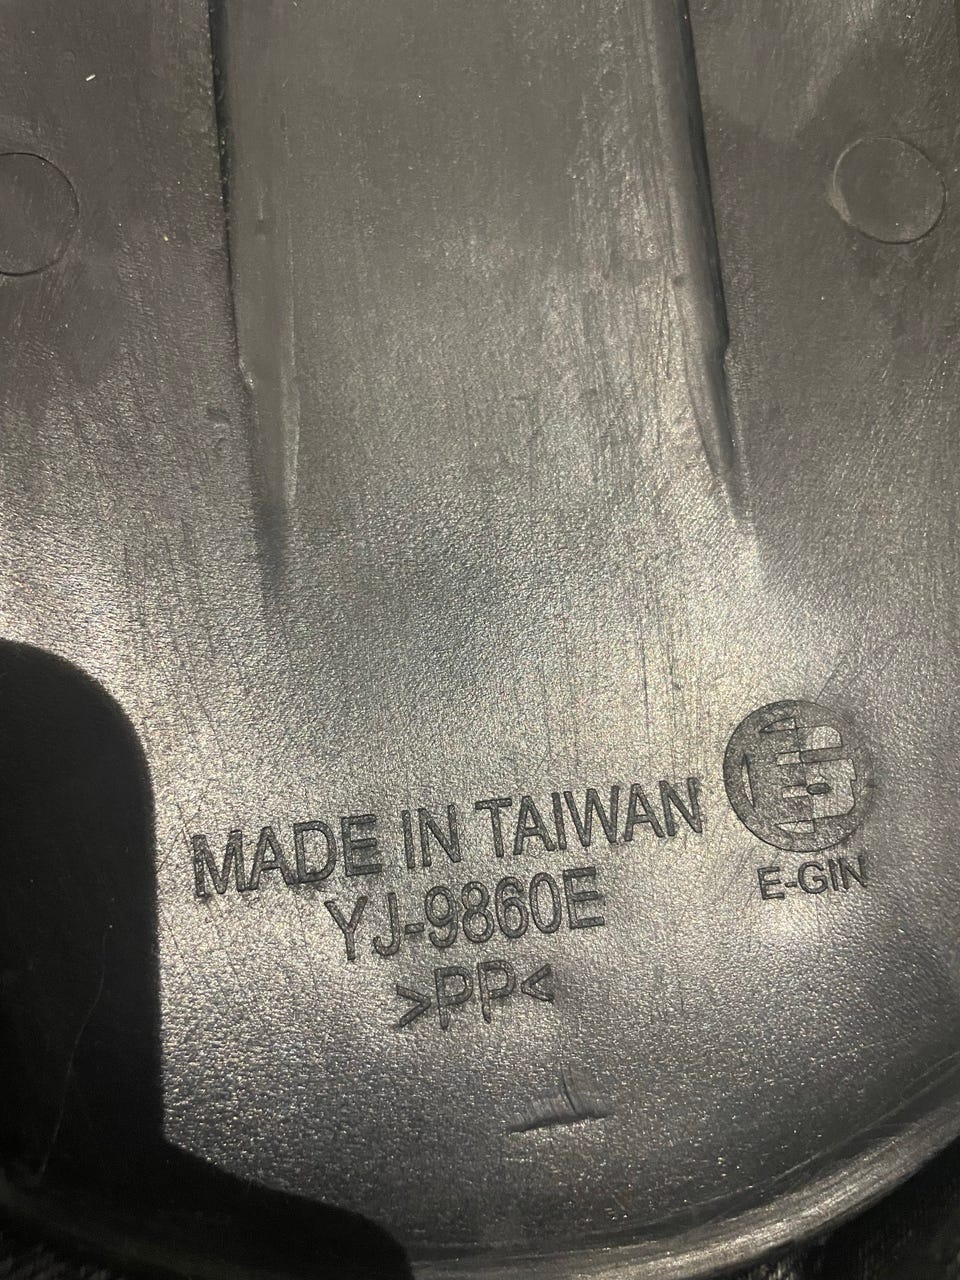 MADE IN TAIWAN
YJ-9860E
>PP<
E-GIN